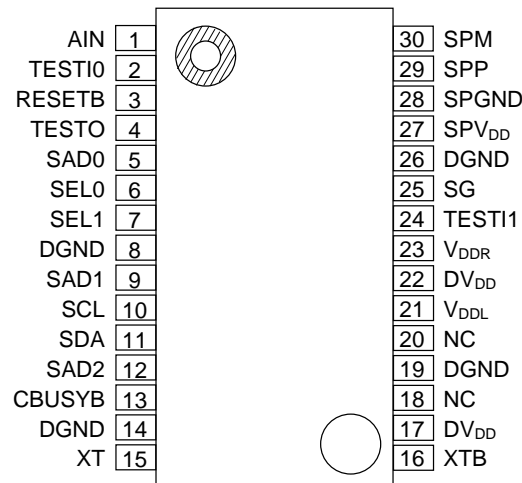 AIN 1 30 SPM
TESTI0 2 29 SPP
RESETB 3 28 SPGND
TESTO 4 27 SPVDD
SAD0 5 26 DGND
SEL0 6 25 SG
SEL1 7 24 TESTI1
DGND 8 23 VDDR
SAD1 9 22 DVDD
SCL 10 21 VDDL
SDA 11 20 NC
SAD2 12 19 DGND
CBUSYB 13 18 NC
DGND 14 17 DVDD
XT 15 16 XTB